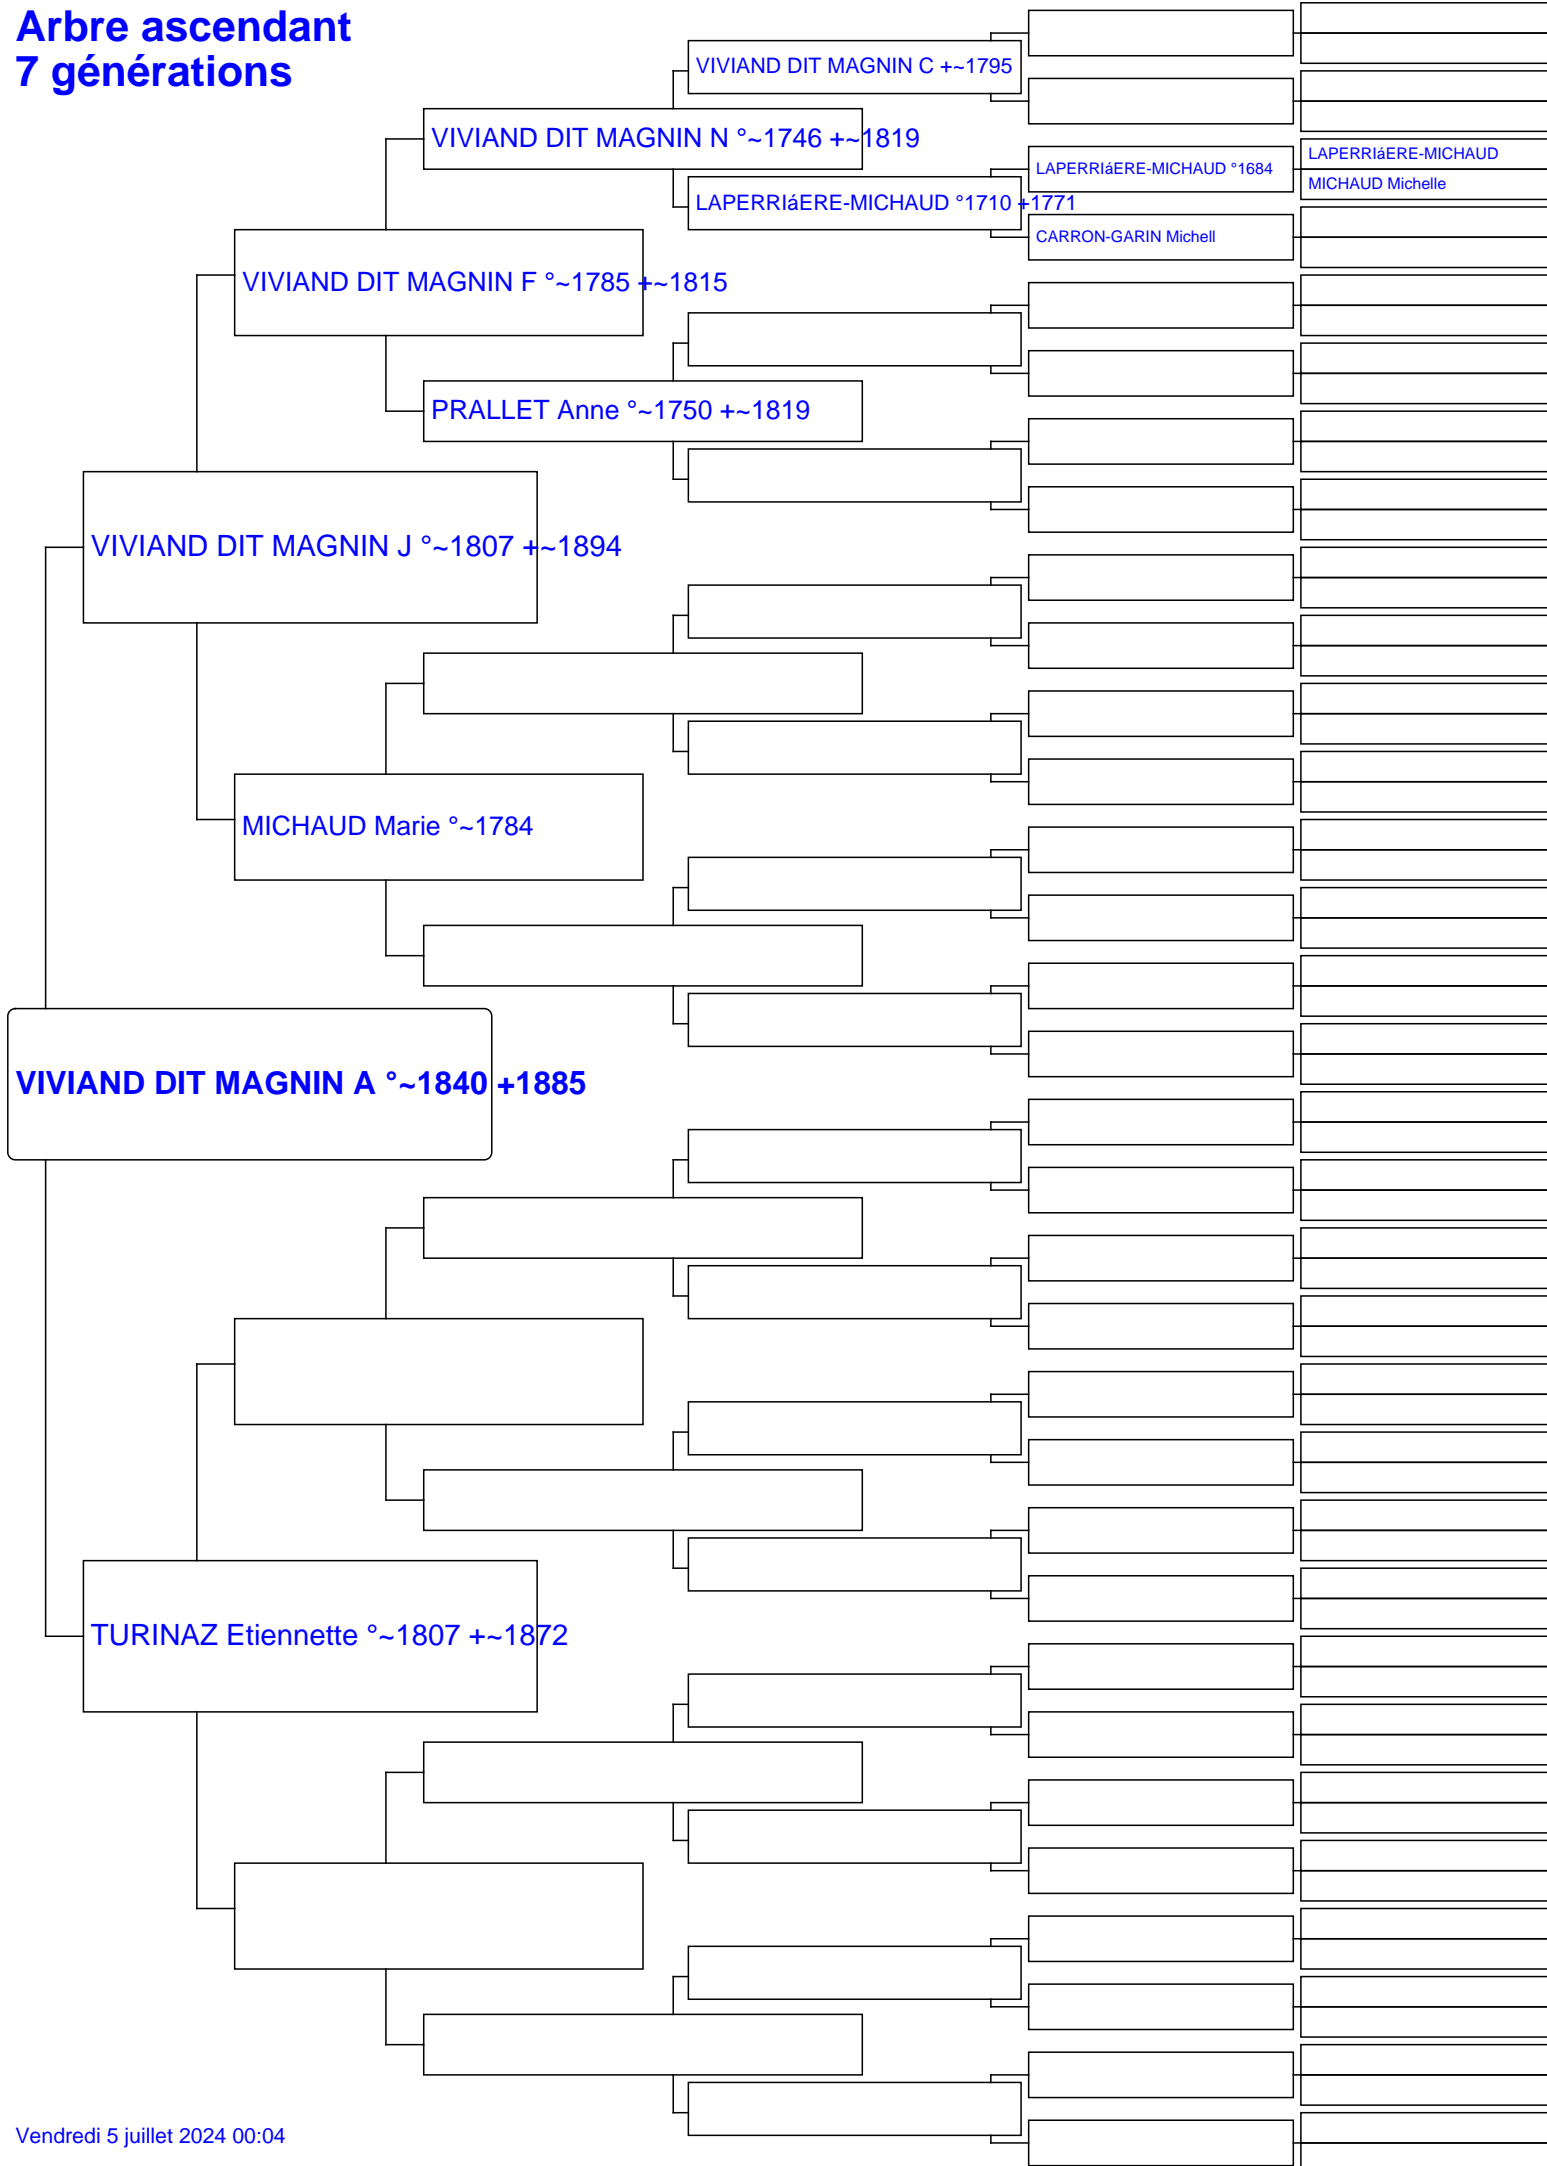 Arbre ascendant
7 générations
VIVIAND DIT MAGNIN C +~1795
VIVIAND DIT MAGNIN N °~1746 +~1819
LAPERRIáERE-MICHAUD °1684
LAPERRIáERE-MICHAUD
MICHAUD Michelle
LAPERRIáERE-MICHAUD °1710 +1771
CARRON-GARIN Michell
VIVIAND DIT MAGNIN F °~1785 +~1815
PRALLET Anne °~1750 +~1819
VIVIAND DIT MAGNIN J °~1807 +~1894
MICHAUD Marie °~1784
VIVIAND DIT MAGNIN A °~1840 +1885
TURINAZ Etiennette °~1807 +~1872
Vendredi 5 juillet 2024 00:04